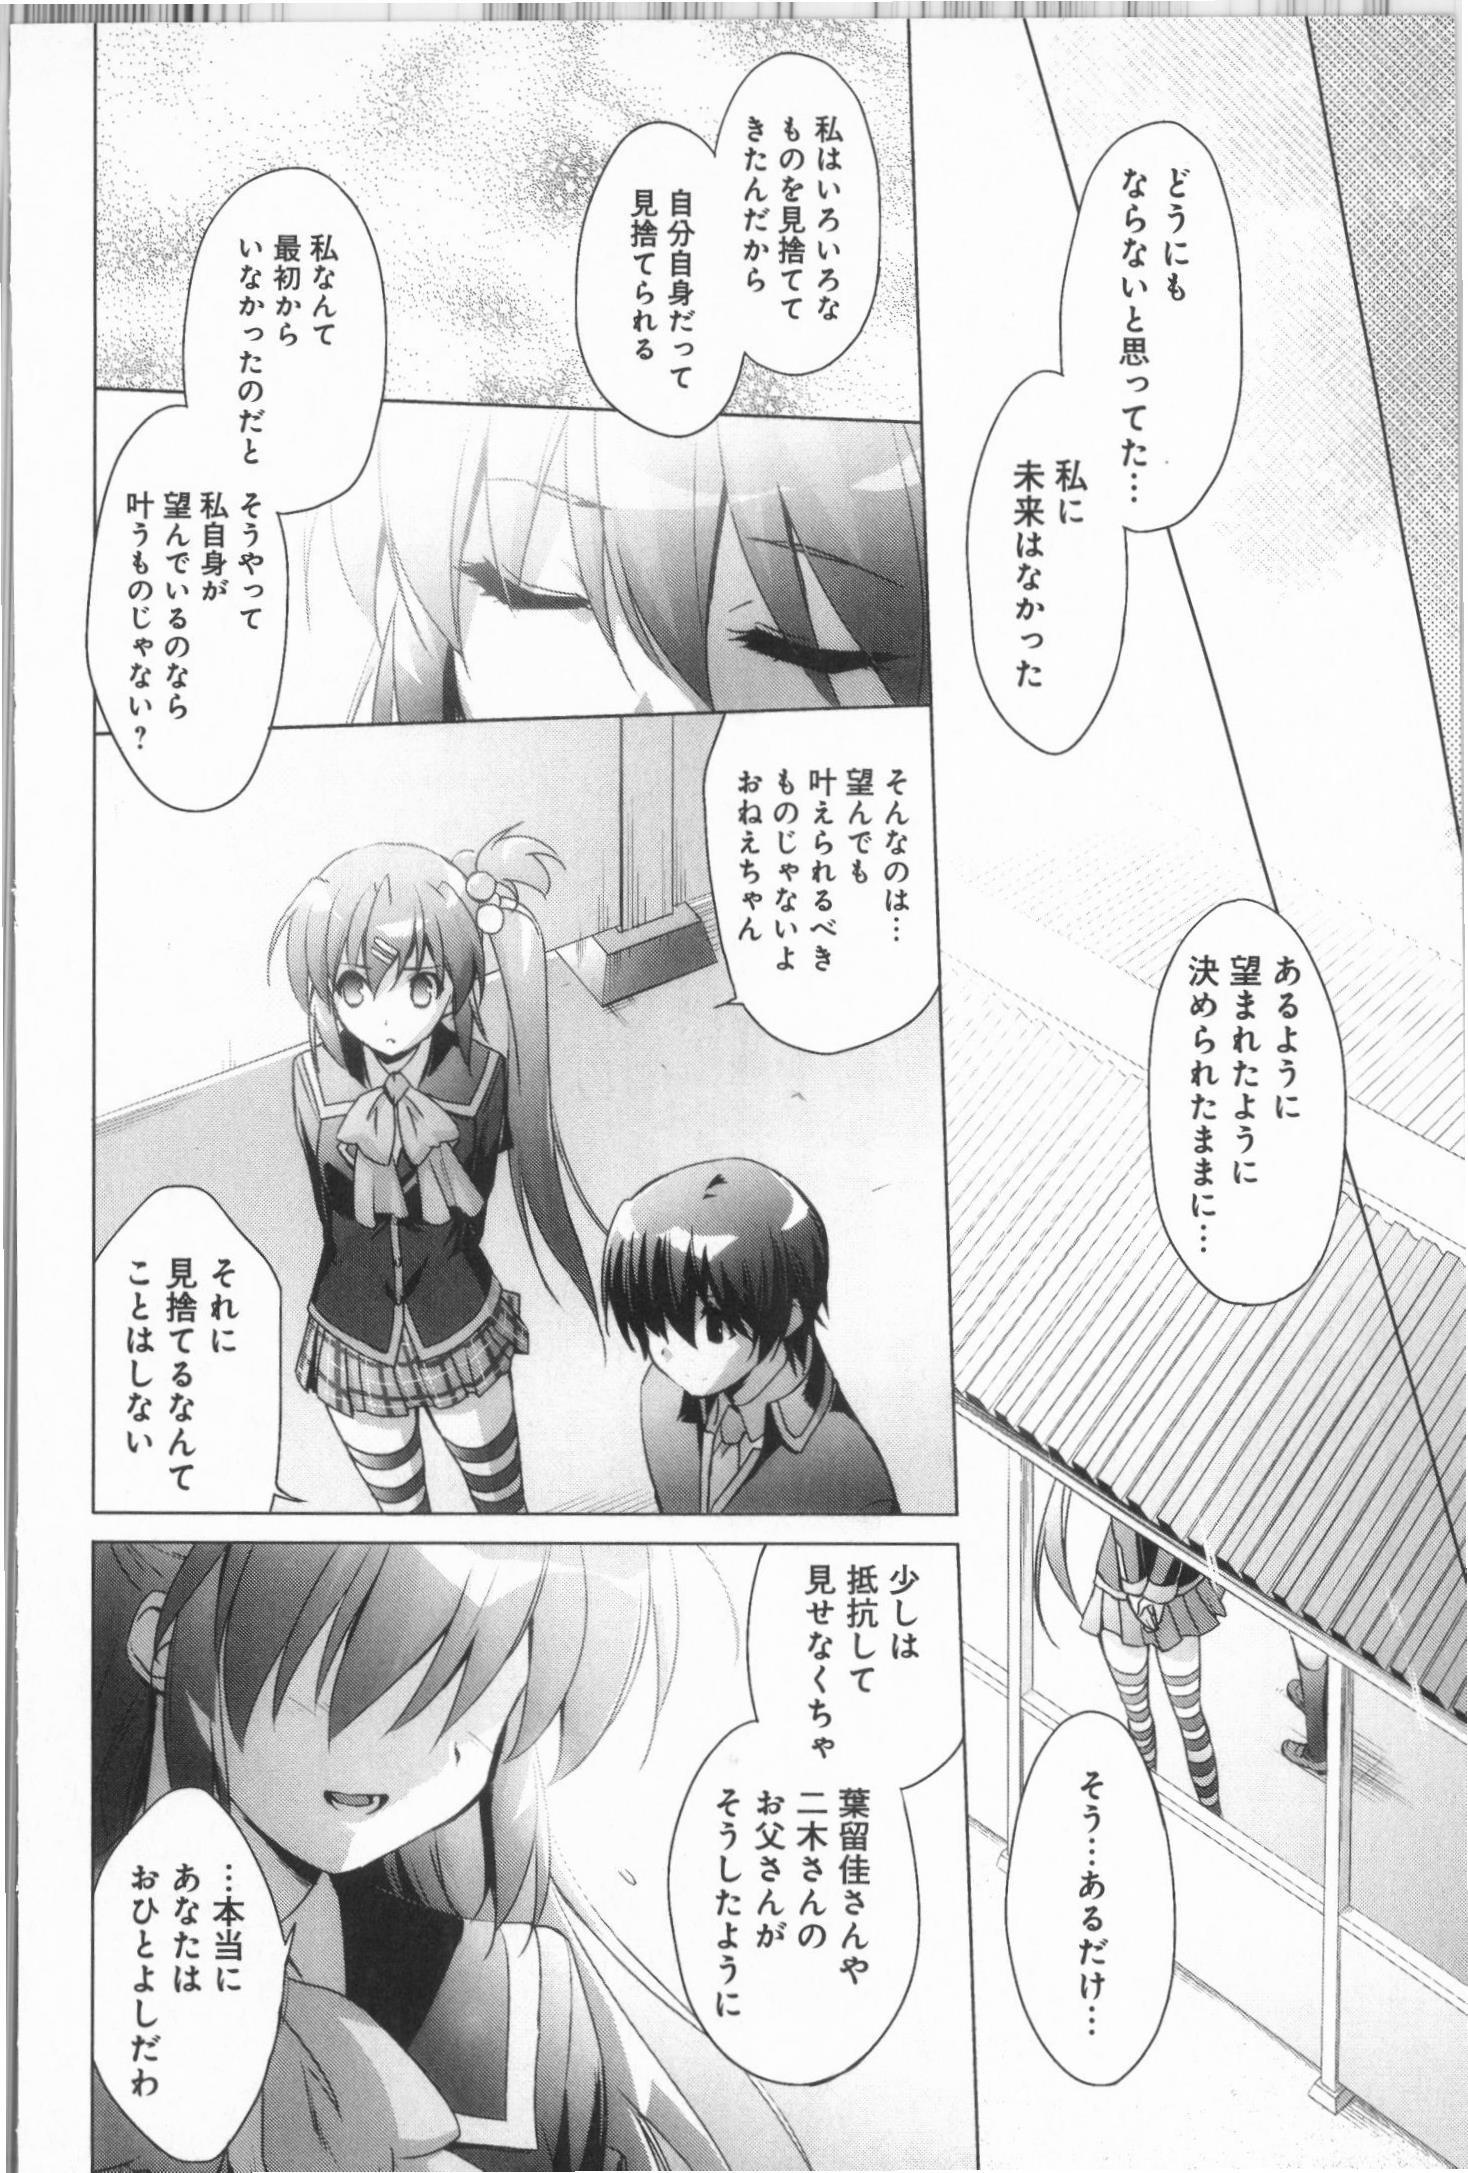 どうにも
ならないと思ってた…
私に
未来はなかった
あるように
望まれたように
決められたままに…
そう…あるだけ…
私はいろいろな
ものを見捨てて
きたんだから
自分自身だって
見捨てられる
私なんて
最初から
いなかったのだと
そうやって
私自身が
望んでいるのなら
叶うものじゃない？
そんなのは…
望んでも
叶えられるべき
ものじゃないよ
おねえちゃん
それに
見捨てるなんて
ことはしない
少しは
抵抗して
見せなくちゃ
葉留佳さんや
二木さんの
お父さんが
そうしたように
…本当に
あなたは
おひとよしだわ